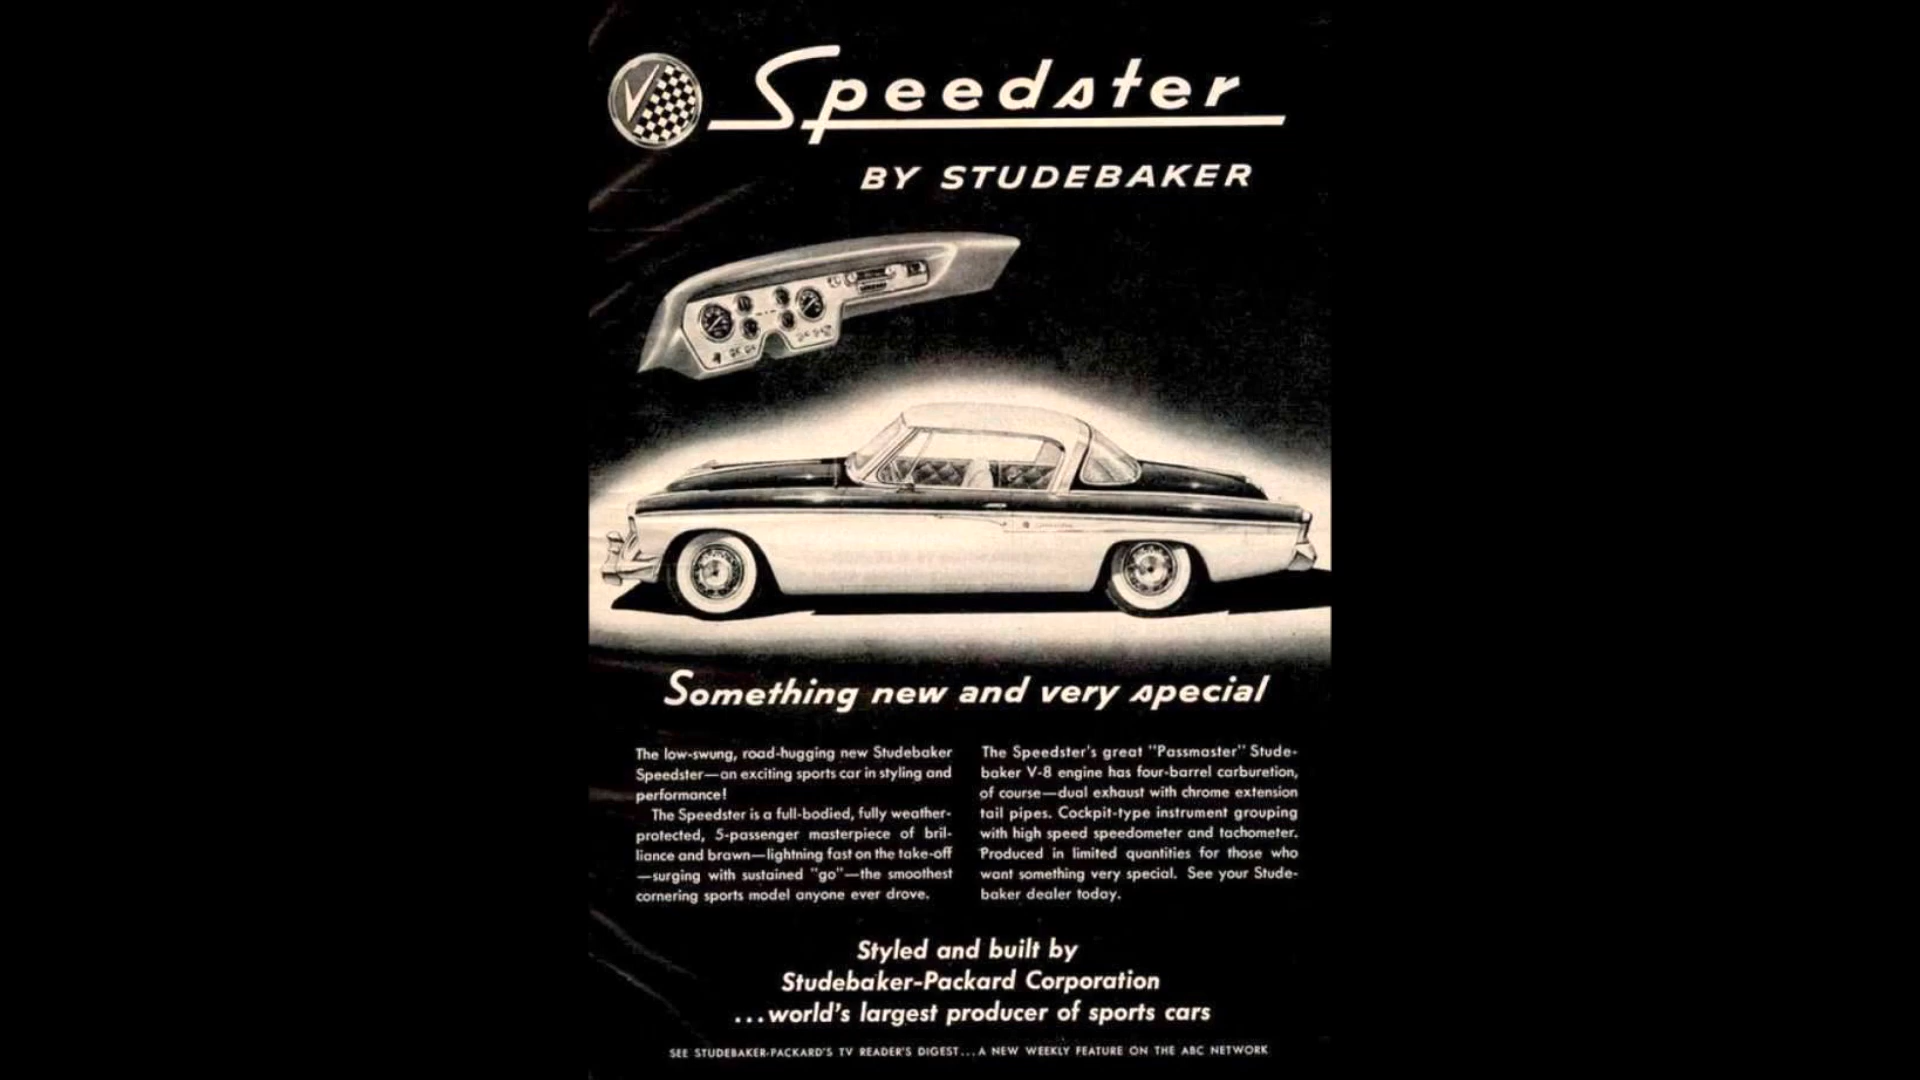 Speedster
BY STUDEBAKER
Something new and very special
The low-swung, road-hugging new Studebaker
Speedster—an exciting sports car in styling and
performance!
The Speedster is a full-bodied, fully weather-
protected, 5-passenger masterpiece of bril-
liance and brawn—lightning fast on the take-off
—surging with sustained "go"—the smoothest
cornering sports model anyone ever drove.
The Speedster's great "Passmaster" Stude-
baker V-8 engine has four-barrel carburetion,
of course—dual exhaust with chrome extension
tail pipes. Cockpit-type instrument grouping
with high speed speedometer and tachometer.
Produced in limited quantities for those who
want something very special. See your Stude-
baker dealer today.
Styled and built by
Studebaker-Packard Corporation
...world's largest producer of sports cars
SEE STUDEBAKER-PACKARD'S TV READER'S DIGEST...A NEW WEEKLY FEATURE ON THE ABC NETWORK